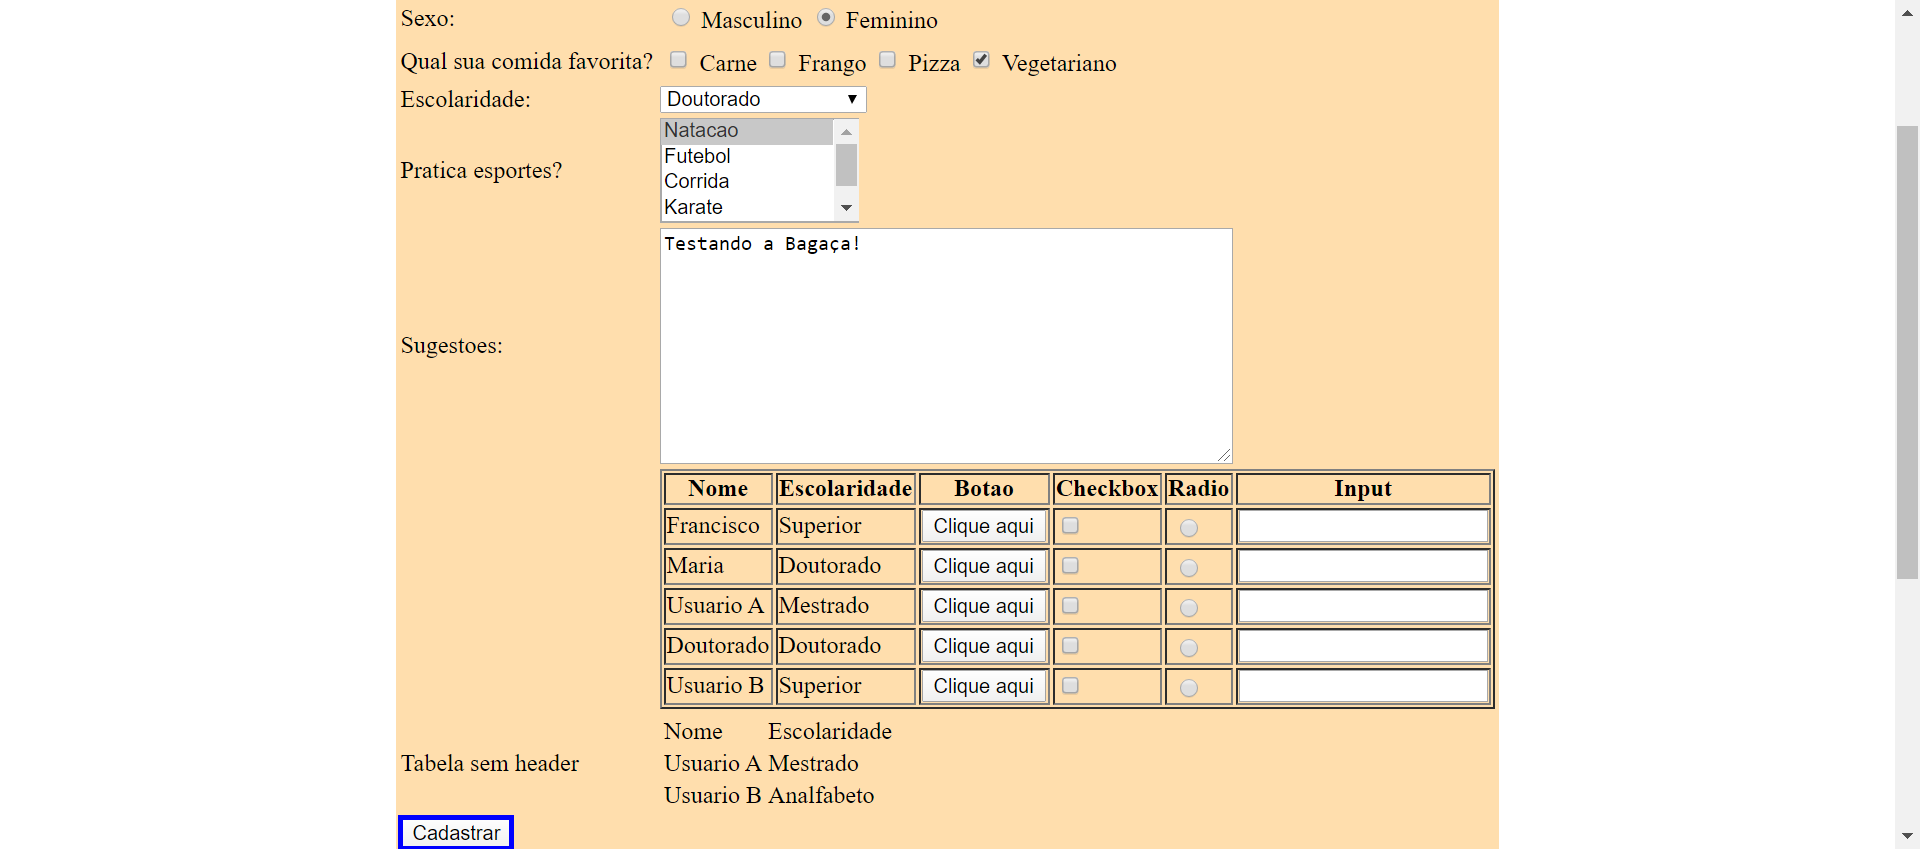 Sexo: Masculino Feminino
Qual sua comida favorita? Carne Frango Pizza Vegetariano
Escolaridade: Doutorado
Natacao
Futebol
Pratica esportes?
Corrida
Karate
Testando a Bagaça!
Sugestoes:
Nome Escolaridade Botao Checkbox Radio Input
Francisco Superior Clique aqui
Maria Doutorado Clique aqui
Usuario A Mestrado Clique aqui
Doutorado Doutorado Clique aqui
Usuario B Superior Clique aqui
Nome Escolaridade
Tabela sem header Usuario A Mestrado
Usuario B Analfabeto
Cadastrar